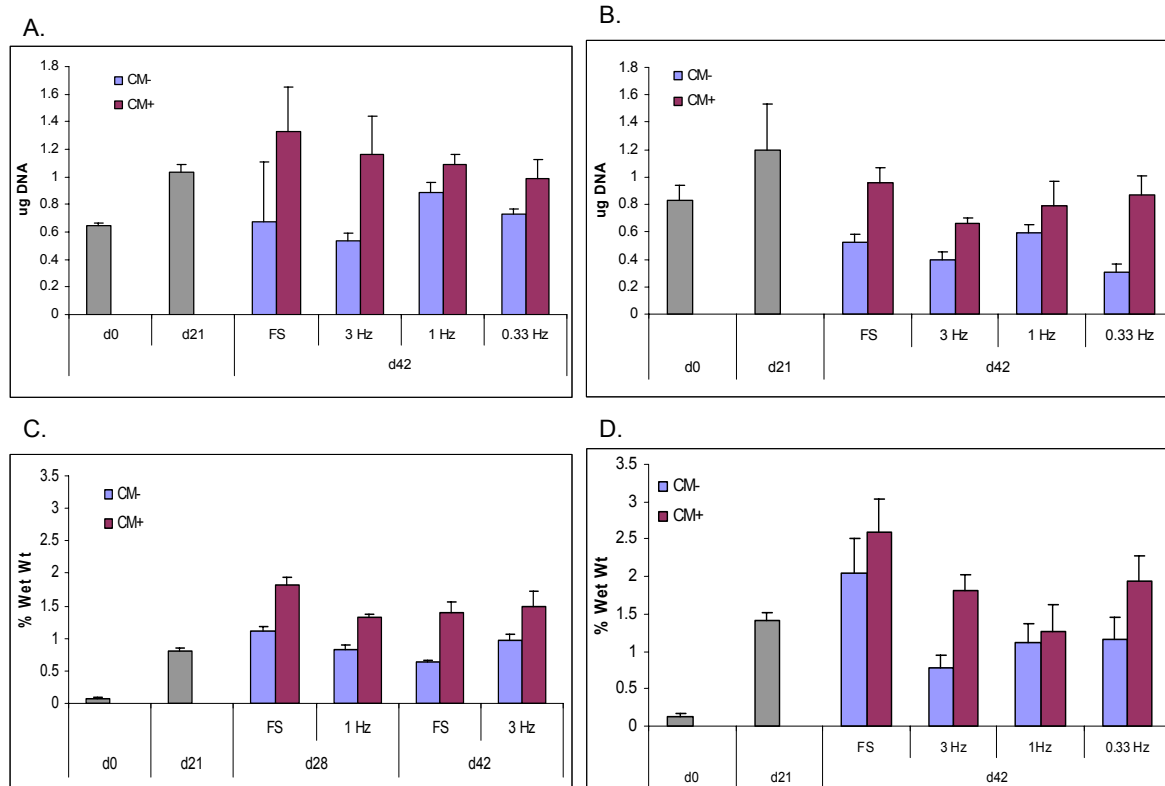 A.
1.8
1.6
1.4
1.2
1
0.8
0.6
0.4
0.2
0
ug DNA
CM-
CM+
d0 d21 FS 3 Hz 1 Hz 0.33 Hz
d42
B.
1.8
1.6
1.4
1.2
1
0.8
0.6
0.4
0.2
0
ug DNA
CM-
CM+
FS 3 Hz 1 Hz 0.33 Hz
d0 d21 d42
C.
3.5
3
2.5
2
1.5
1
0.5
0
% Wet Wt
CM-
CM+
FS 1 Hz FS 3 Hz
d0 d21 d28 d42
D.
3.5
3
2.5
2
1.5
1
0.5
0
% Wet Wt
CM-
CM+
FS 3 Hz 1Hz 0.33 Hz
d0 d21 d42